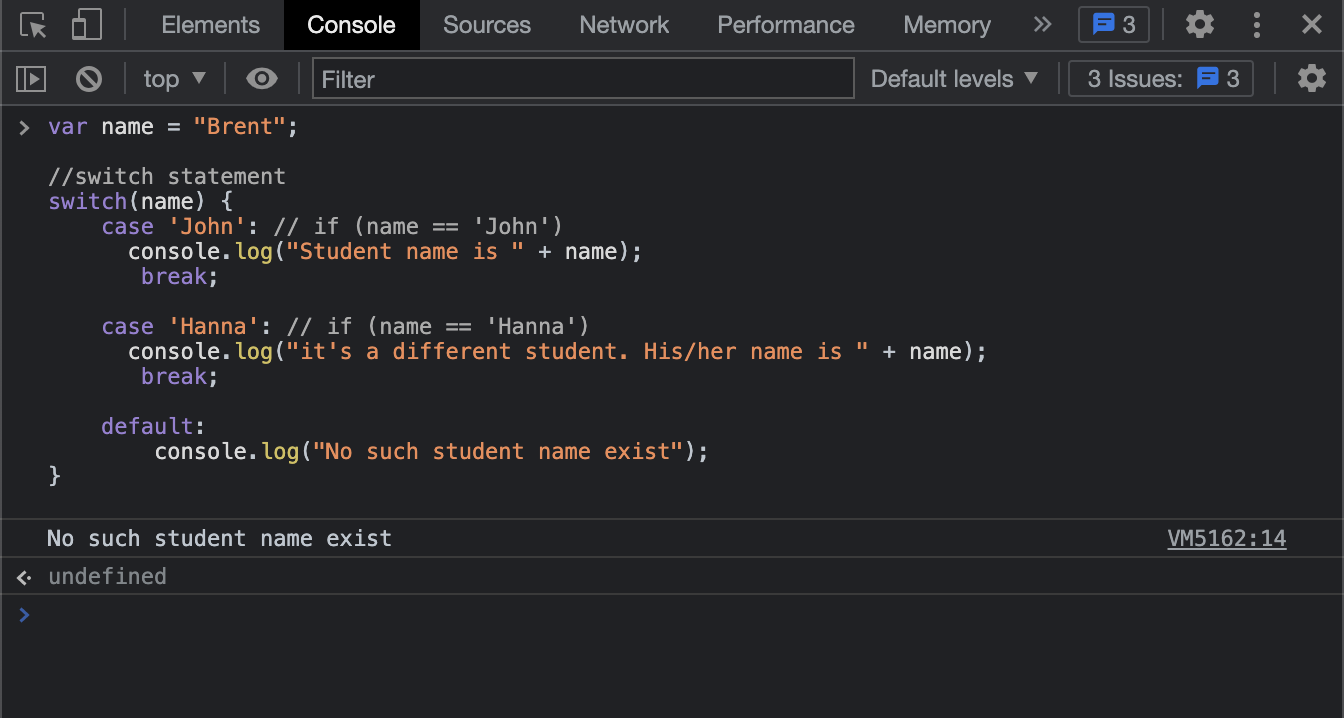 Elements Console Sources Network Performance Memory » 3
top ▼ Filter Default levels ▼ 3 Issues: 3
> var name = "Brent";
//switch statement
switch(name) {
case 'John': // if (name == 'John')
console.log("Student name is " + name);
break;
case 'Hanna': // if (name == 'Hanna')
console.log("it's a different student. His/her name is " + name);
break;
default:
console.log("No such student name exist");
}
No such student name exist VM5162:14
undefined
>